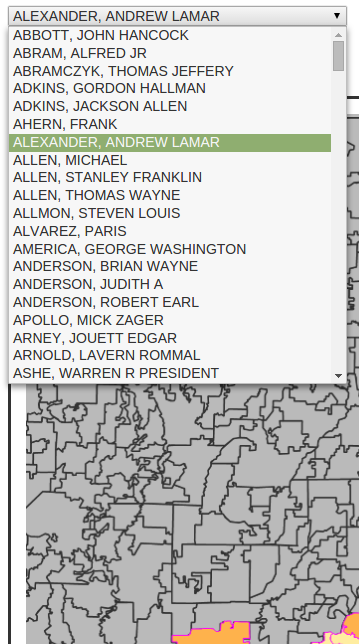 ALEXANDER, ANDREW LAMAR
ABBOTT, JOHN HANCOCK
ABRAM, ALFRED JR
ABRAMCZYK, THOMAS JEFFERY
ADKINS, GORDON HALLMAN
ADKINS, JACKSON ALLEN
AHERN, FRANK
ALEXANDER, ANDREW LAMAR
ALLEN, MICHAEL
ALLEN, STANLEY FRANKLIN
ALLEN, THOMAS WAYNE
ALLMON, STEVEN LOUIS
ALVAREZ, PARIS
AMERICA, GEORGE WASHINGTON
ANDERSON, BRIAN WAYNE
ANDERSON, JUDITH A
ANDERSON, ROBERT EARL
APOLLO, MICK ZAGER
ARNEY, JOUETT EDGAR
ARNOLD, LAVERN ROMMAL
ASHE, WARREN R PRESIDENT